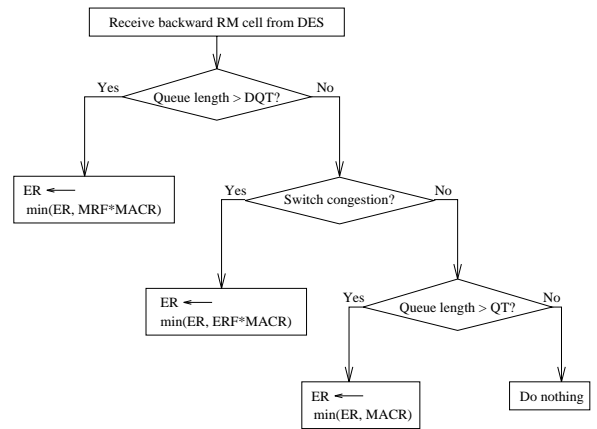 Receive backward RM cell from DES
Yes
No
Queue length > DQT?
ER ←
min(ER, MRF*MACR)
Yes
No
Switch congestion?
ER ←
min(ER, ERF*MACR)
Yes
No
Queue length > QT?
ER ←
min(ER, MACR)
Do nothing